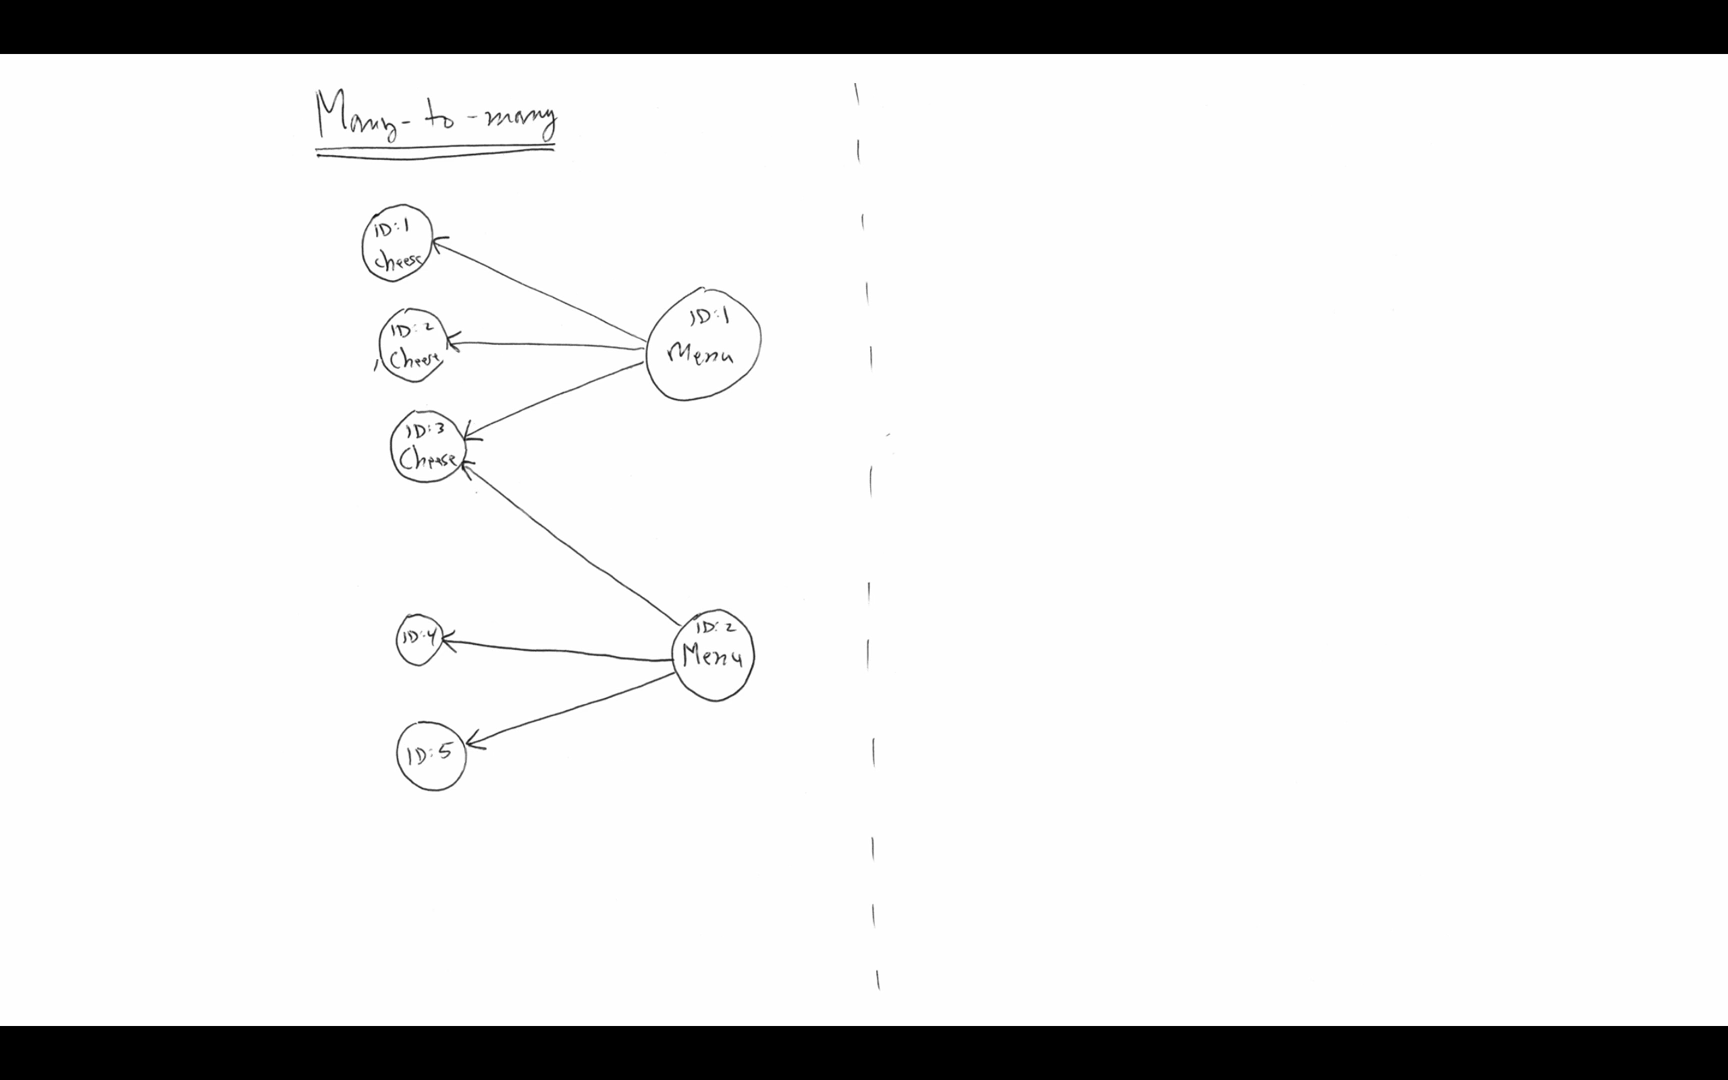 Many-to-many
ID:1
Cheese
ID:2
Cheese
ID:3
Cheese
ID:1
Menu
ID:4
ID:2
Menu
ID:5